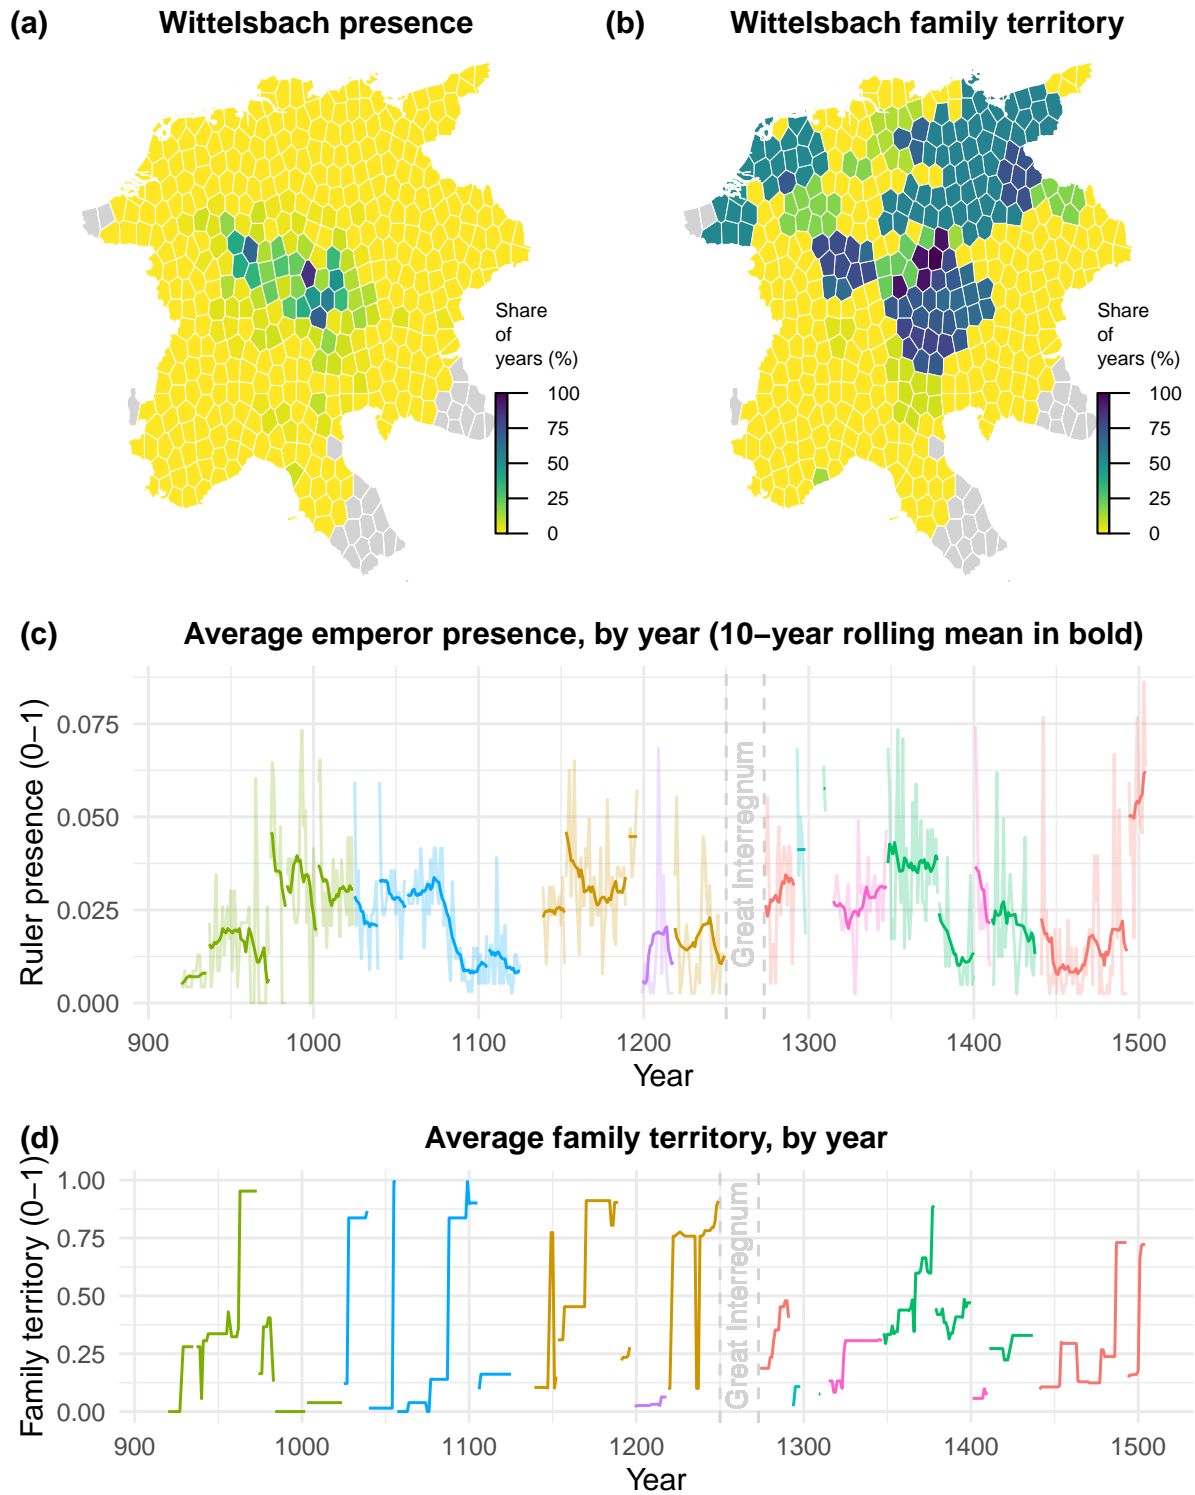 (a) Wittelsbach presence
(b) Wittelsbach family territory
Share
of
years (%)
100
75
50
25
0
Share
of
years (%)
100
75
50
25
0
(c) Average emperor presence, by year (10−year rolling mean in bold)
Ruler presence (0−1)
0.075
0.050
0.025
0.000
Great Interregnum
900 1000 1100 1200 1300 1400 1500
Year
(d) Average family territory, by year
Family territory (0−1)
1.00
0.75
0.50
0.25
0.00
Great Interregnum
900 1000 1100 1200 1300 1400 1500
Year